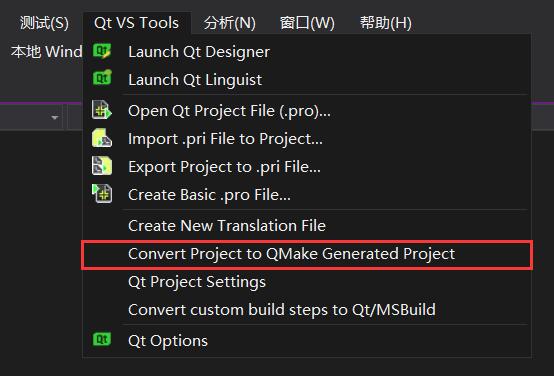 测试(S) Qt VS Tools 分析(N) 窗口(W) 帮助(H)
本地 Wind
Launch Qt Designer
Launch Qt Linguist
Open Qt Project File (.pro)...
Import .pri File to Project...
Export Project to .pri File...
Create Basic .pro File...
Create New Translation File
Convert Project to QMake Generated Project
Qt Project Settings
Convert custom build steps to Qt/MSBuild
Qt Options